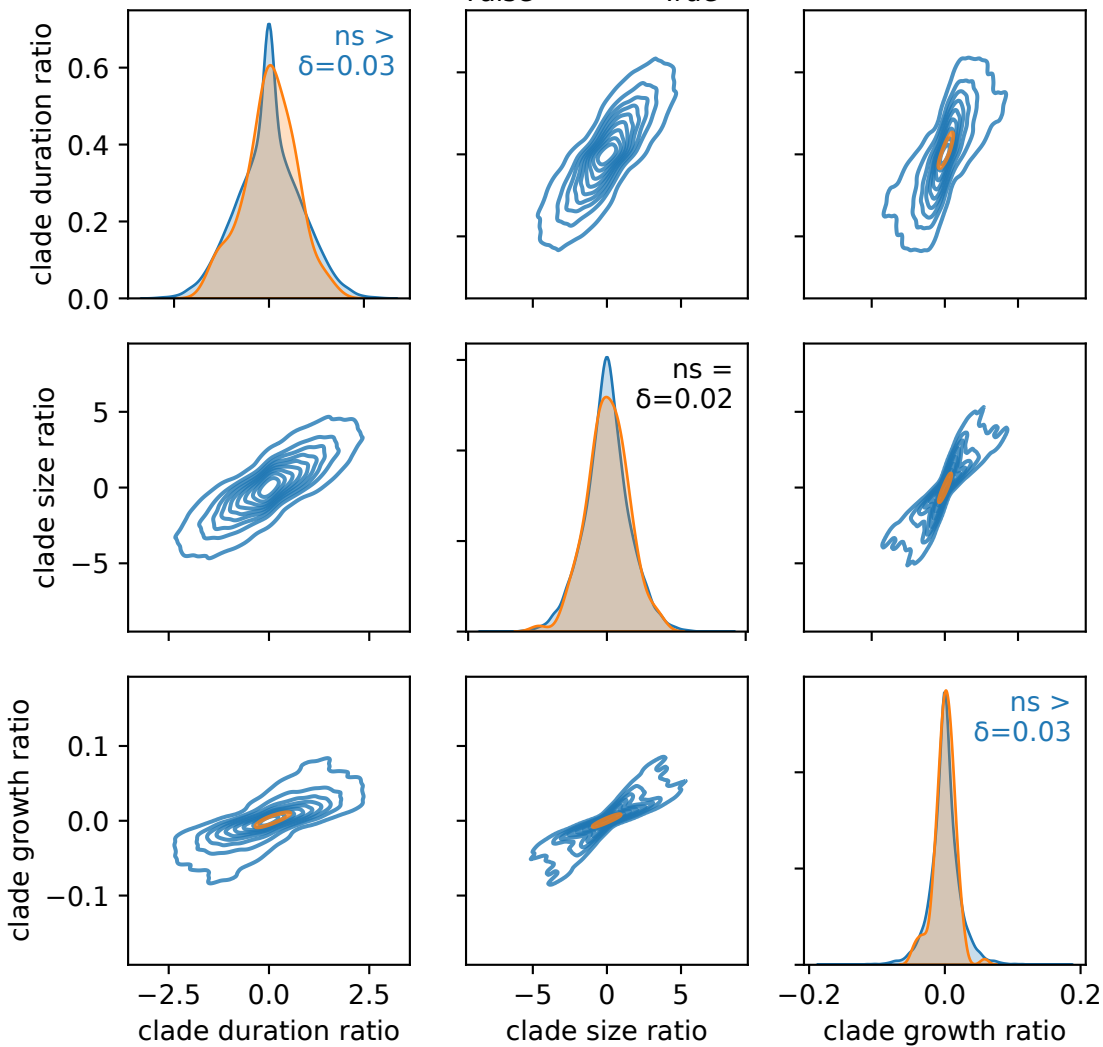 clade duration ratio
0.6
0.4
0.2
0.0
ns >
δ=0.03
clade size ratio
5
0
−5
ns =
δ=0.02
clade growth ratio
0.1
0.0
−0.1
ns >
δ=0.03
−2.5 0.0 2.5
−5 0 5
−0.2 0.0 0.2
clade duration ratio
clade size ratio
clade growth ratio